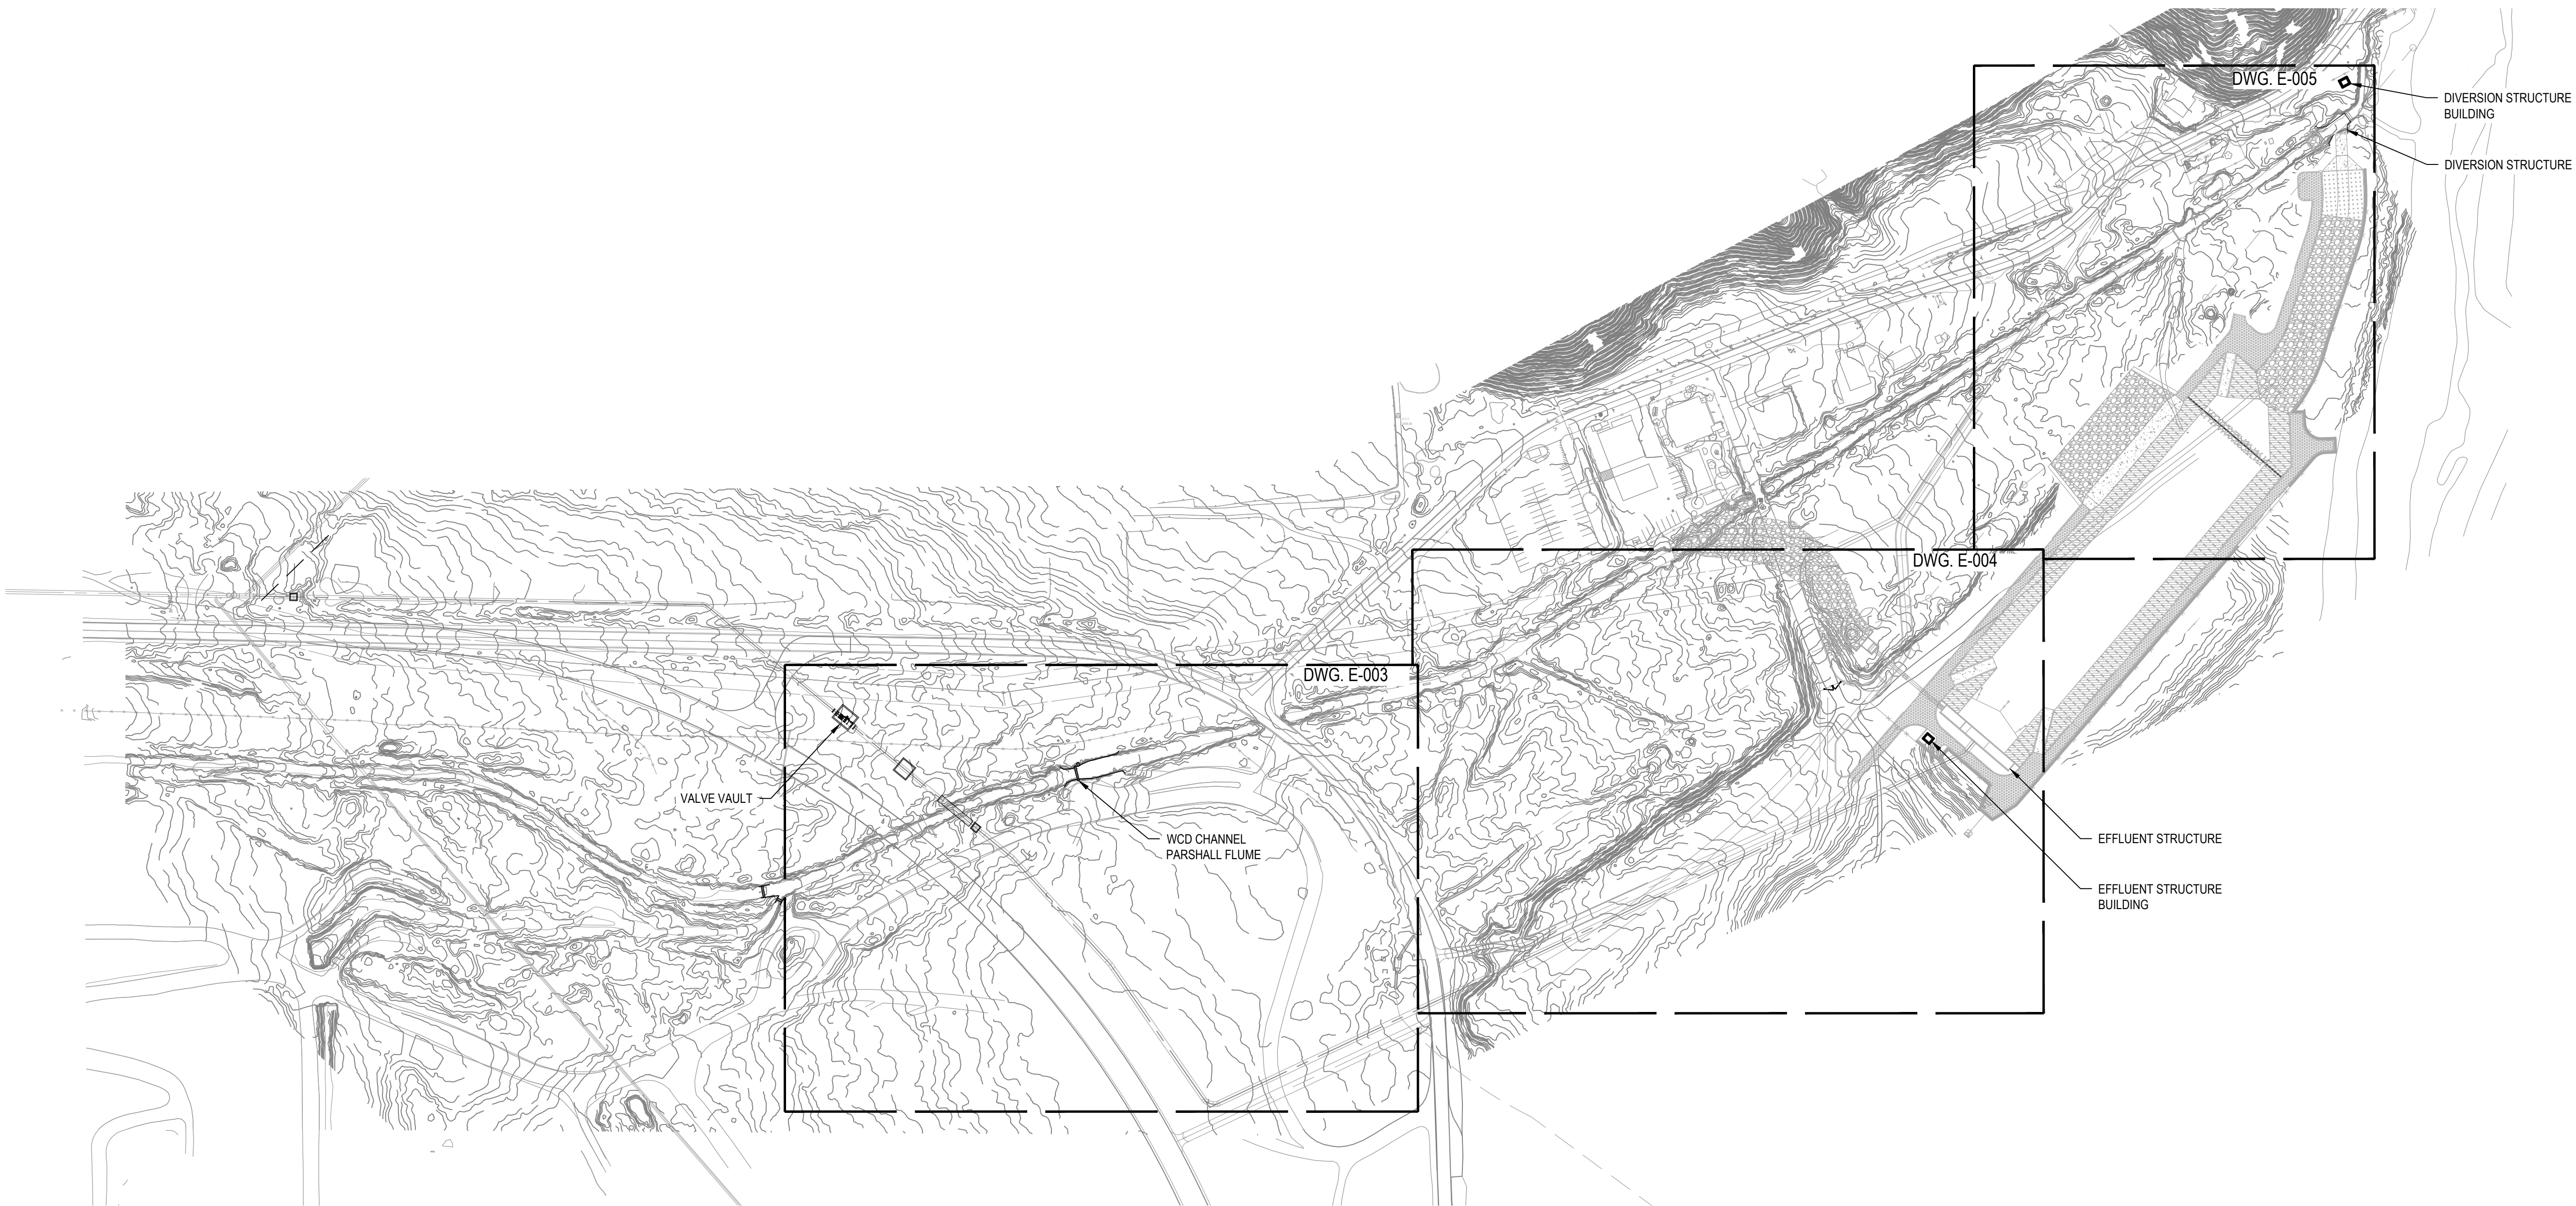 DWG. E-005
DIVERSION STRUCTURE
BUILDING
DIVERSION STRUCTURE
DWG. E-004
DWG. E-003
VALVE VAULT
WCD CHANNEL
PARSHALL FLUME
EFFLUENT STRUCTURE
EFFLUENT STRUCTURE
BUILDING